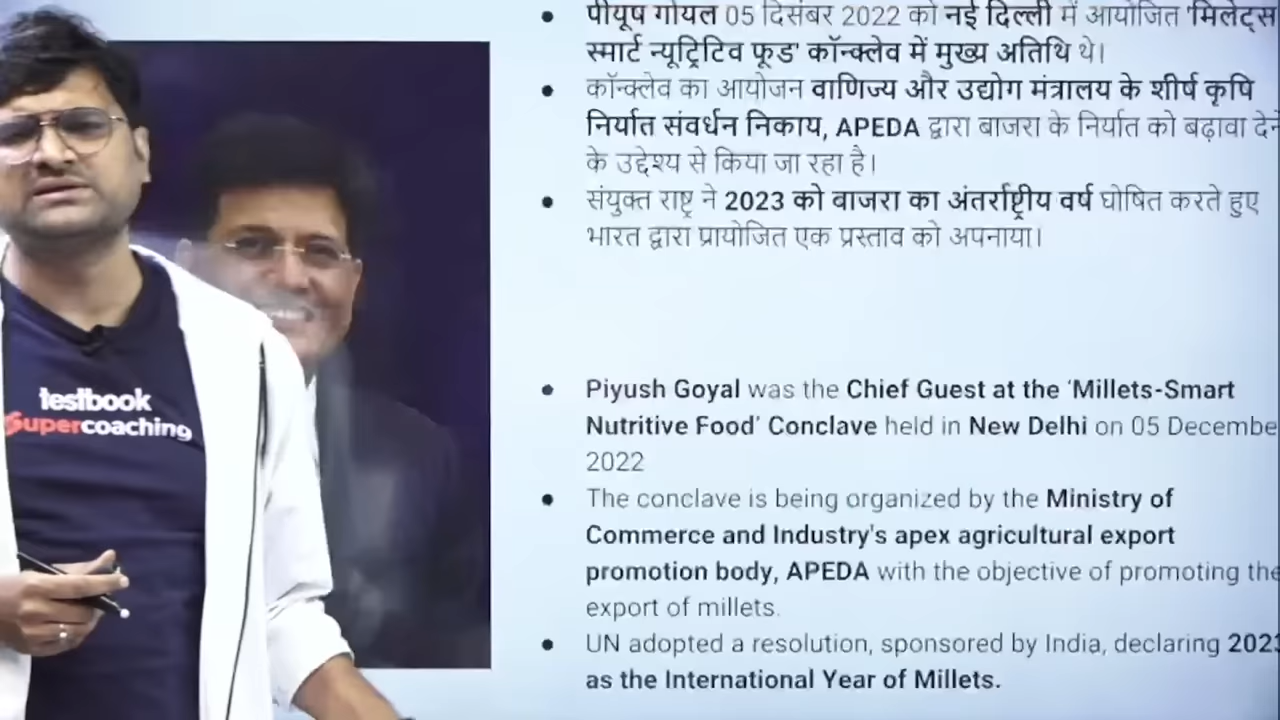 पीयूष गोयल 05 दिसंबर 2022 को नई दिल्ली में आयोजित 'मिलेट्स
स्मार्ट न्यूट्रिटिव फूड' कॉन्क्लेव में मुख्य अतिथि थे।
कॉन्क्लेव का आयोजन वाणिज्य और उद्योग मंत्रालय के शीर्ष कृषि
निर्यात संवर्धन निकाय, APEDA द्वारा बाजरा के निर्यात को बढ़ावा देने
के उद्देश्य से किया जा रहा है।
संयुक्त राष्ट्र ने 2023 को बाजरा का अंतर्राष्ट्रीय वर्ष घोषित करते हुए
भारत द्वारा प्रायोजित एक प्रस्ताव को अपनाया।
Piyush Goyal was the Chief Guest at the ‘Millets-Smart
Nutritive Food’ Conclave held in New Delhi on 05 Decembe
2022
The conclave is being organized by the Ministry of
Commerce and Industry's apex agricultural export
promotion body, APEDA with the objective of promoting the
export of millets.
UN adopted a resolution, sponsored by India, declaring 2023
as the International Year of Millets.
testbook
Supercoaching